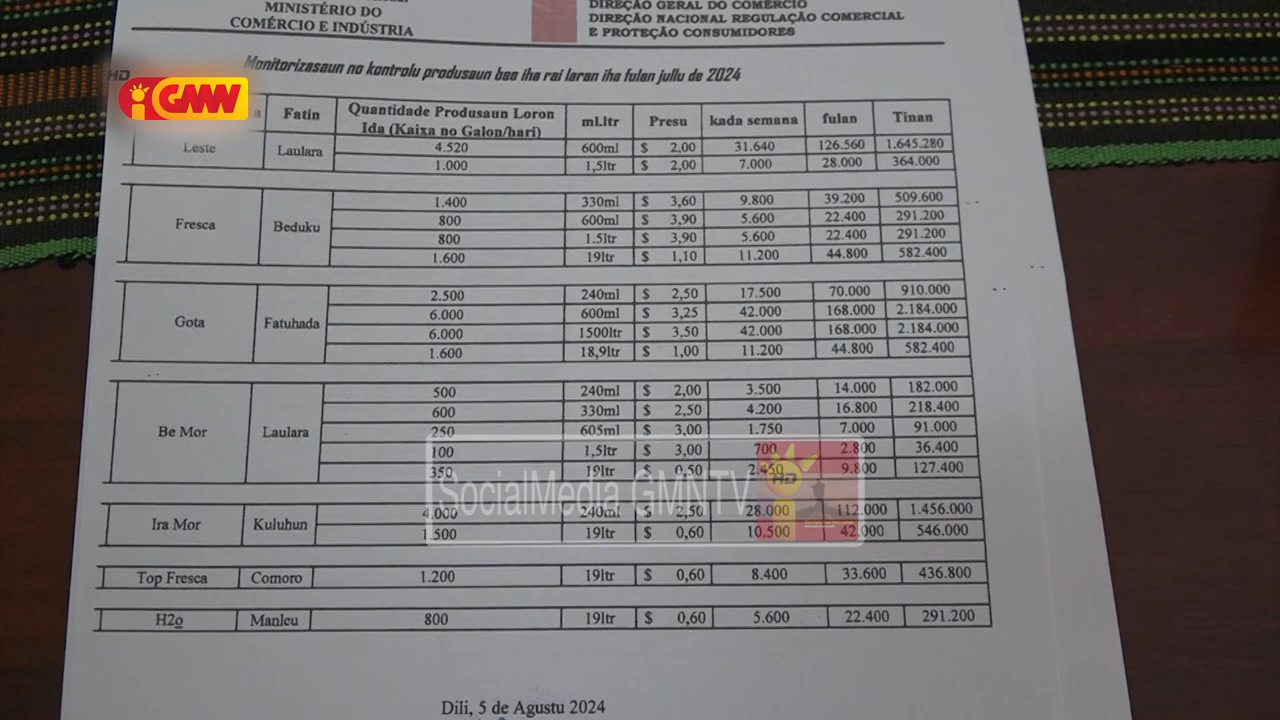 MINISTÉRIO DO
COMÉRCIO E INDÚSTRIA
DIREÇÃO GERAL DO COMÉRCIO
DIREÇÃO NACIONAL REGULAÇÃO COMERCIAL
E PROTEÇÃO CONSUMIDORES
Monitorizasaun no kontrolu produsaun bee iha rai laran iha fulan jullu de 2024
HD
GMN
a Fatin Quantidade Produsaun Loron Ida (Kaixa no Galon/hari) ml.ltr Presu kada semana fulan Tinan
Leste Laulara 4.520 600ml $ 2,00 31.640 126.560 1.645.280
1.000 1,5ltr $ 2,00 7.000 28.000 364.000
Fresca Beduku 1.400 330ml $ 3,60 9.800 39.200 509.600
800 600ml $ 3,90 5.600 22.400 291.200
800 1.5ltr $ 3,90 5.600 22.400 291.200
1.600 19ltr $ 1,10 11.200 44.800 582.400
Gota Fatuhada 2.500 240ml $ 2,50 17.500 70.000 910.000
6.000 600ml $ 3,25 42.000 168.000 2.184.000
6.000 1500ltr $ 3,50 42.000 168.000 2.184.000
1.600 18,9ltr $ 1,00 11.200 44.800 582.400
Be Mor Laulara 500 240ml $ 2,00 3.500 14.000 182.000
600 330ml $ 2,50 4.200 16.800 218.400
250 605ml $ 3,00 1.750 7.000 91.000
100 1,5ltr $ 3,00 700 2.800 36.400
350 19ltr $ 0,50 2.450 9.800 127.400
SocialMedia GMNTV
HD
Ira Mor Kuluhun 4.000 240ml $ 2,50 28.000 112.000 1.456.000
1.500 19ltr $ 0,60 10.500 42.000 546.000
Top Fresca Comoro 1.200 19ltr $ 0,60 8.400 33.600 436.800
H2o Manleu 800 19ltr $ 0,60 5.600 22.400 291.200
Dili, 5 de Agustu 2024